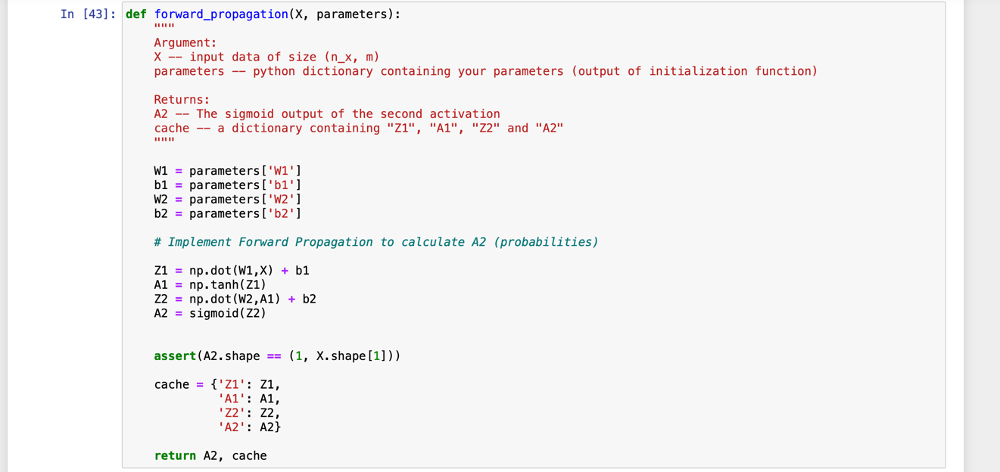 In [43]: def forward_propagation(X, parameters):
"""
Argument:
X -- input data of size (n_x, m)
parameters -- python dictionary containing your parameters (output of initialization function)
Returns:
A2 -- The sigmoid output of the second activation
cache -- a dictionary containing "Z1", "A1", "Z2" and "A2"
"""
W1 = parameters['W1']
b1 = parameters['b1']
W2 = parameters['W2']
b2 = parameters['b2']
# Implement Forward Propagation to calculate A2 (probabilities)
Z1 = np.dot(W1,X) + b1
A1 = np.tanh(Z1)
Z2 = np.dot(W2,A1) + b2
A2 = sigmoid(Z2)
assert(A2.shape == (1, X.shape[1]))
cache = {'Z1': Z1,
'A1': A1,
'Z2': Z2,
'A2': A2}
return A2, cache